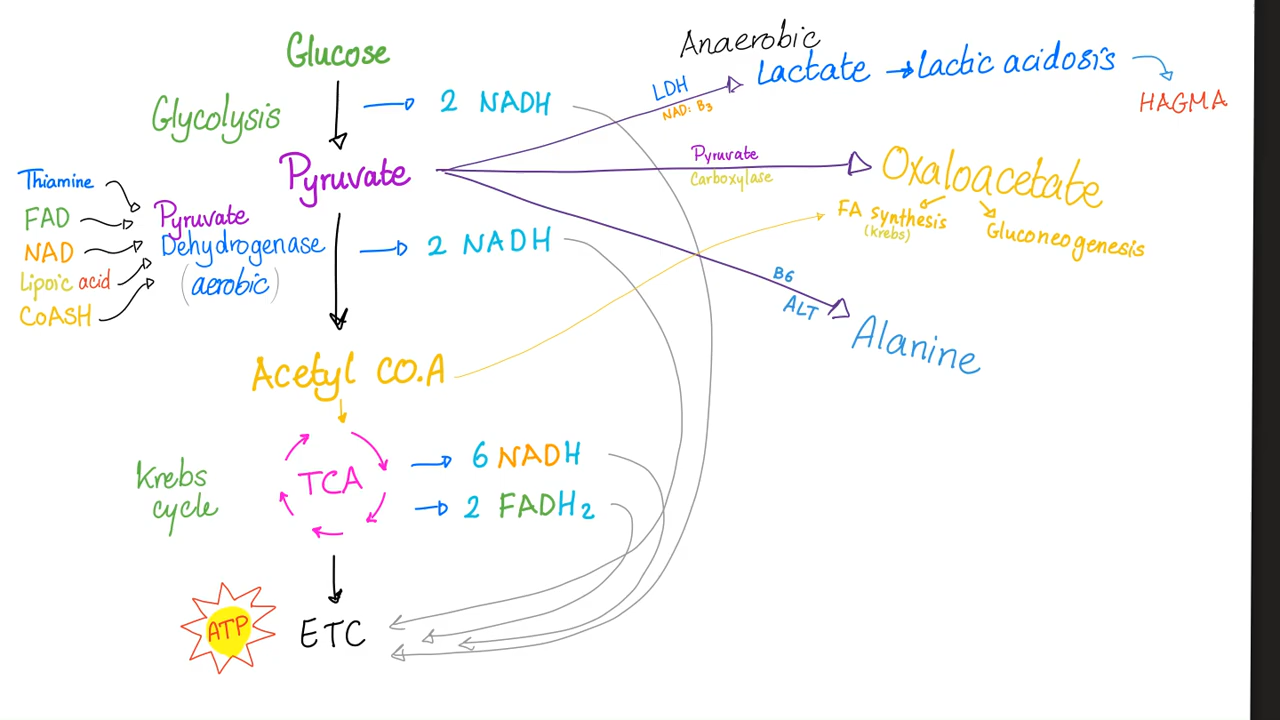 Glucose
Glycolysis
2 NADH
Pyruvate
Thiamine
FAD
NAD
Lipoic acid
CoASH
Pyruvate
Dehydrogenase
(aerobic)
2 NADH
Acetyl CO.A
Krebs
cycle
TCA
6 NADH
2 FADH2
ATP
ETC
Anaerobic
LDH
NAD: B3
Lactate
Lactic acidosis
HAGMA
Pyruvate
Carboxylase
Oxaloacetate
FA synthesis
(Krebs)
Gluconeogenesis
B6
ALT
Alanine